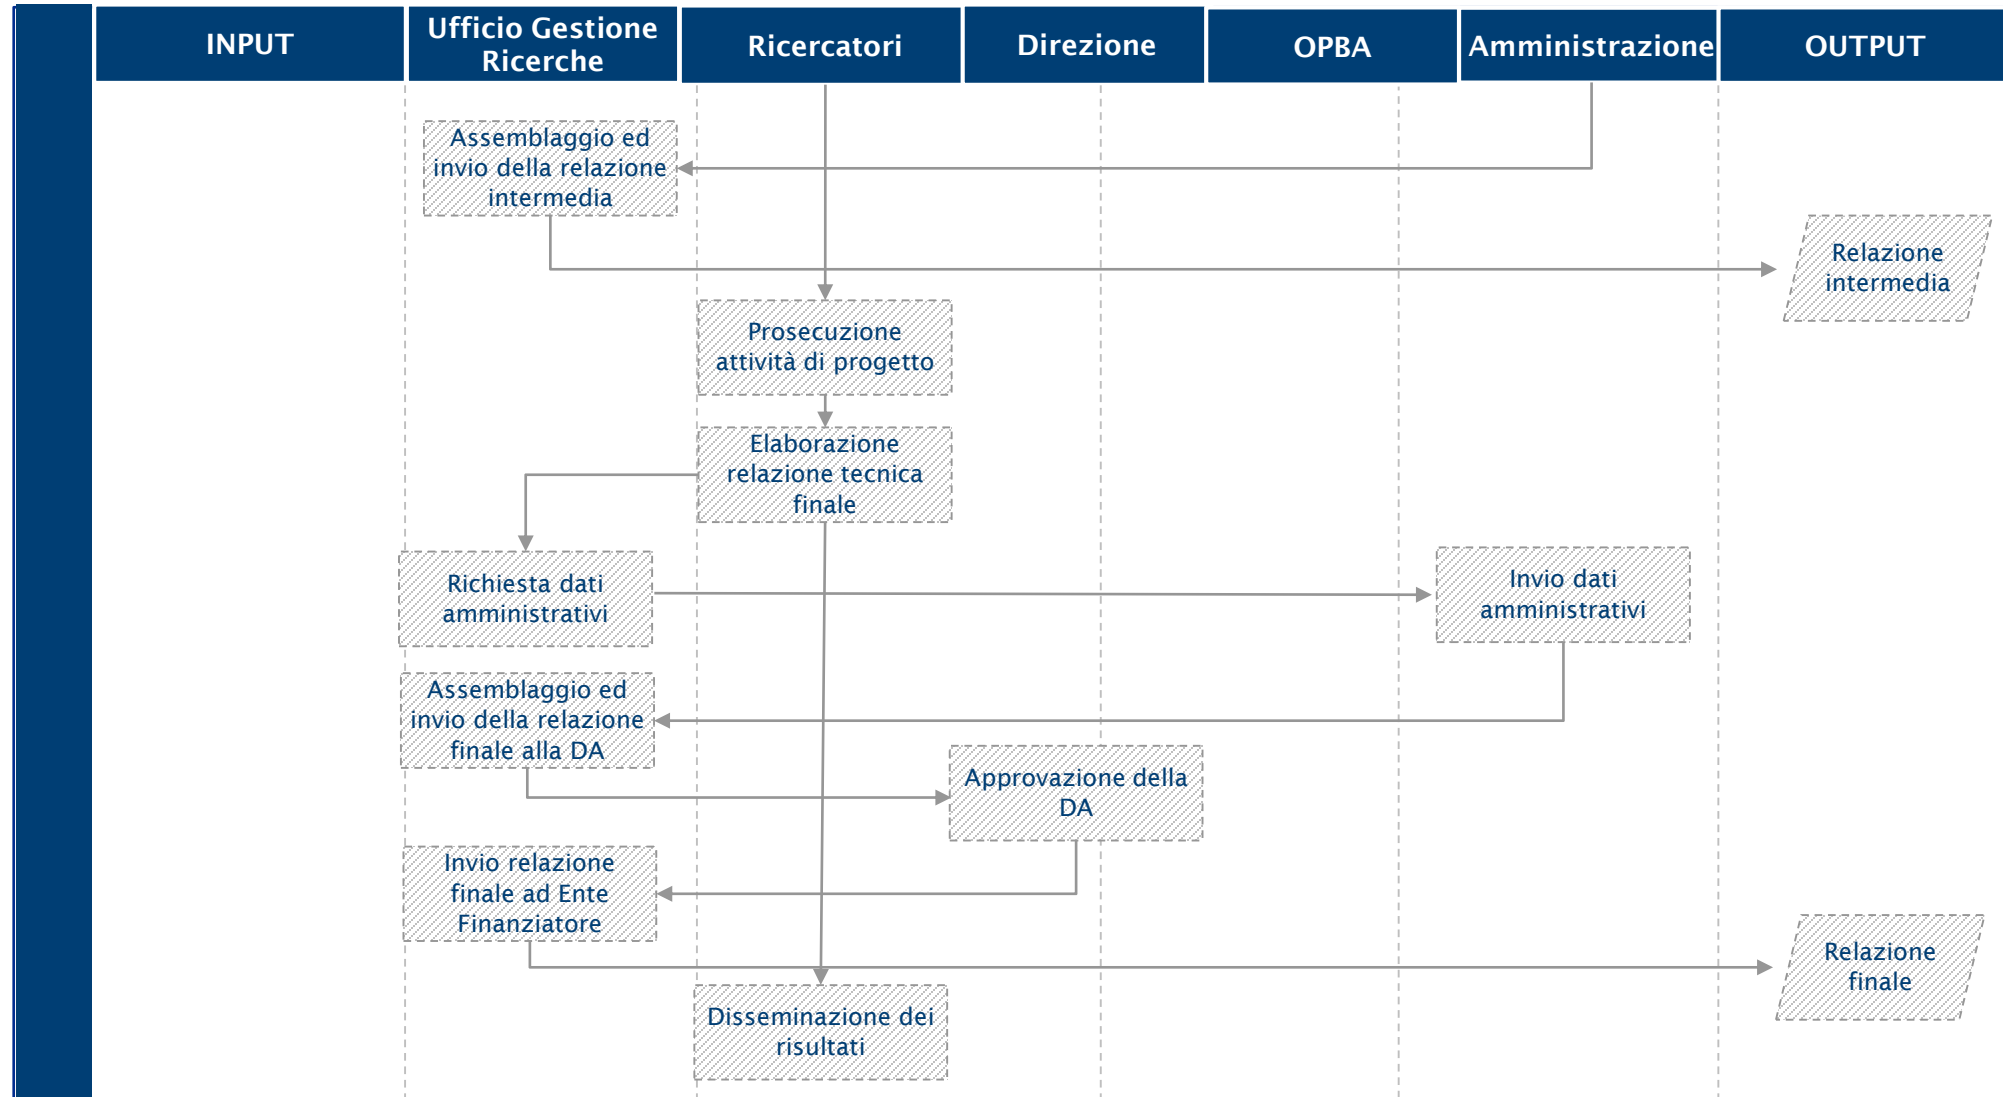 INPUT
Ufficio Gestione
Ricerche
Ricercatori
Direzione
OPBA
Amministrazione
OUTPUT
Assemblaggio ed
invio della relazione
intermedia
Relazione
intermedia
Prosecuzione
attività di progetto
Elaborazione
relazione tecnica
finale
Richiesta dati
amministrativi
Invio dati
amministrativi
Assemblaggio ed
invio della relazione
finale alla DA
Approvazione della
DA
Invio relazione
finale ad Ente
Finanziatore
Relazione
finale
Disseminazione dei
risultati